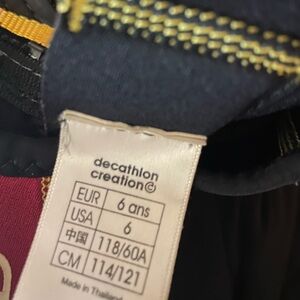 decathlon
creation©
EUR 6 ans
USA 6
中国 118/60A
CM 114/121
Made in Thailand